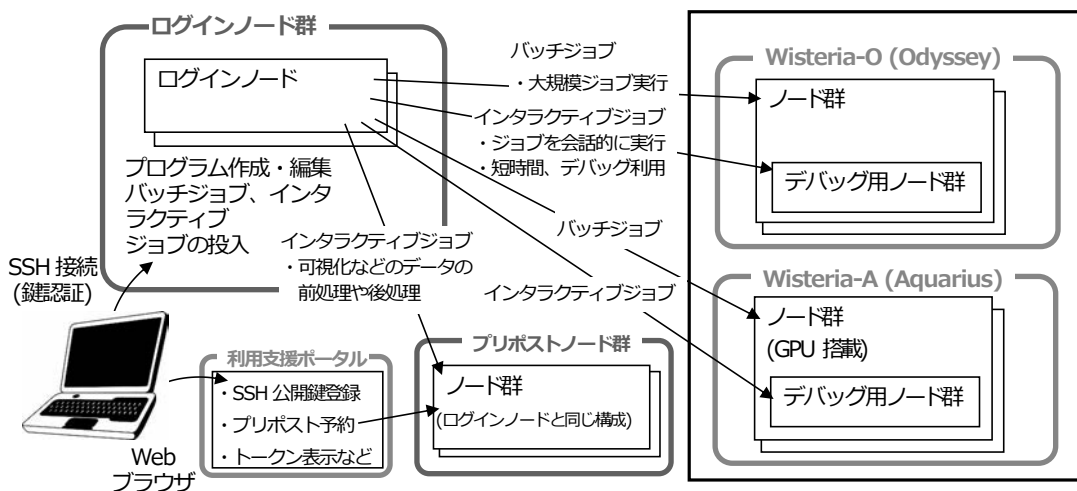 ログインノード群
ログインノード
プログラム作成・編集
バッチジョブ、インタ
ラクティブ
ジョブの投入
SSH 接続
(鍵認証)
Web
ブラウザ
利用支援ポータル
・SSH 公開鍵登録
・プリポスト予約
・トークン表示など
インタラクティブジョブ
・可視化などのデータの
前処理や後処理
プリポストノード群
ノード群
(ログインノードと同じ構成)
バッチジョブ
・大規模ジョブ実行
インタラクティブジョブ
・ジョブを会話的に実行
・短時間、デバッグ利用
バッチジョブ
インタラクティブジョブ
Wisteria-O (Odyssey)
ノード群
デバッグ用ノード群
Wisteria-A (Aquarius)
ノード群
(GPU 搭載)
デバッグ用ノード群